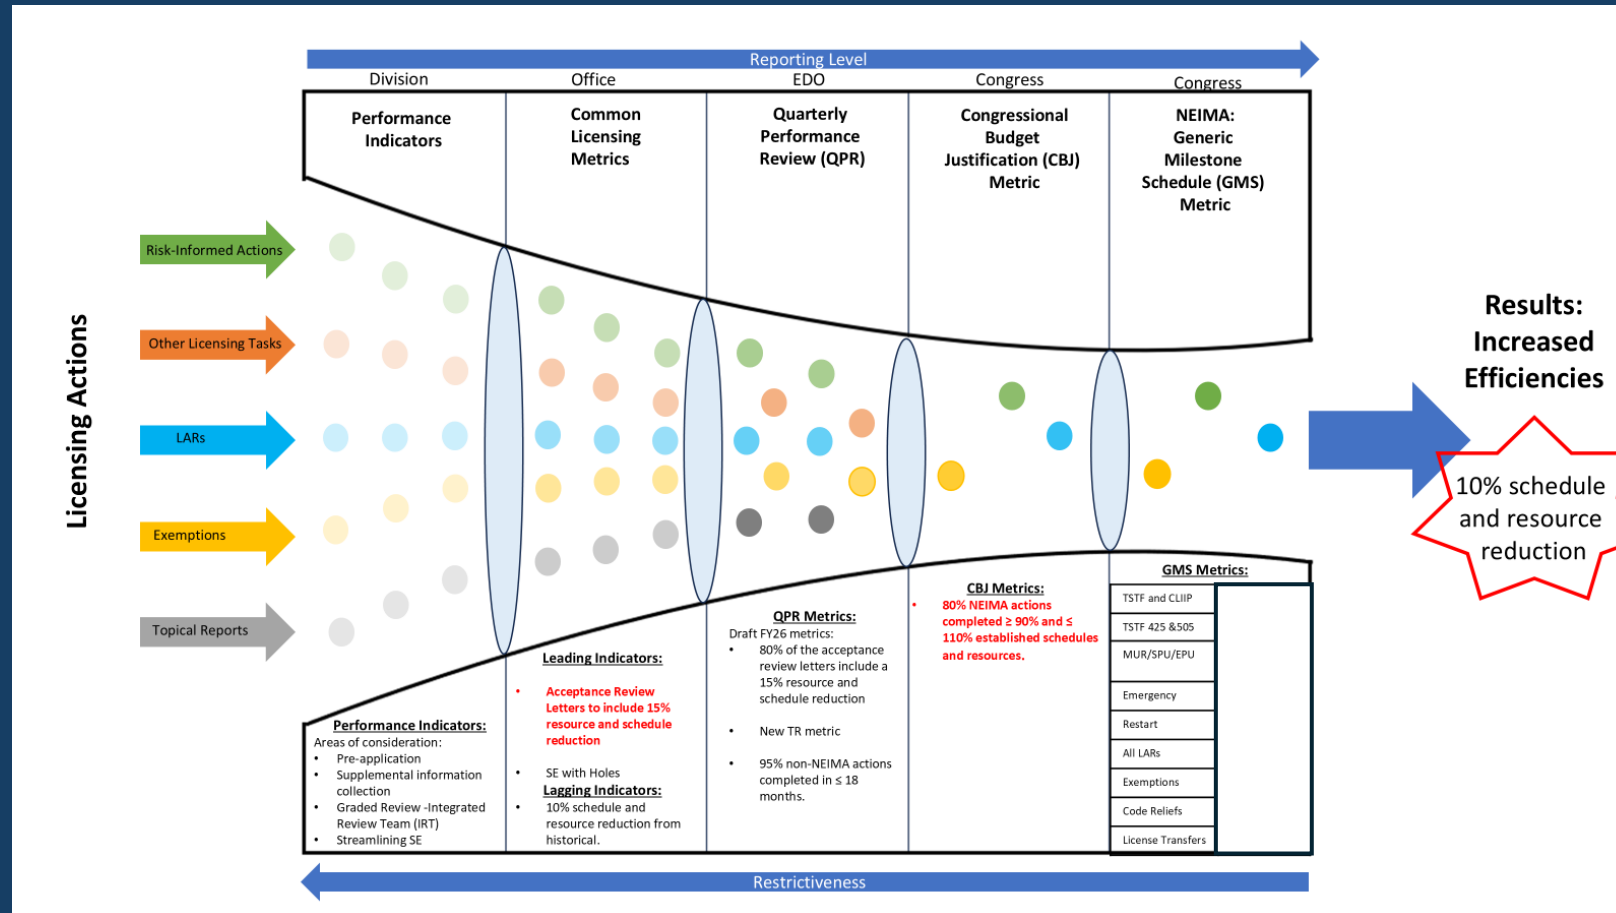 Reporting Level
Division
Office
EDO
Congress
Congress
Performance
Indicators
Common
Licensing
Metrics
Quarterly
Performance
Review (QPR)
Congressional
Budget
Justification (CBJ)
Metric
NEIMA:
Generic
Milestone
Schedule (GMS)
Metric
Licensing Actions
Risk-Informed Actions
Other Licensing Tasks
LARs
Exemptions
Topical Reports
Results:
Increased
Efficiencies
10% schedule
and resource
reduction
Performance Indicators:
Areas of consideration:
• Pre-application
• Supplemental information
collection
• Graded Review -Integrated
Review Team (IRT)
• Streamlining SE
Leading Indicators:
• Acceptance Review
Letters to include 15%
resource and schedule
reduction
• SE with Holes
Lagging Indicators:
• 10% schedule and
resource reduction from
historical.
QPR Metrics:
Draft FY26 metrics:
• 80% of the acceptance
review letters include a
15% resource and
schedule reduction
• New TR metric
• 95% non-NEIMA actions
completed in ≤ 18
months.
CBJ Metrics:
• 80% NEIMA actions
completed ≥ 90% and ≤
110% established schedules
and resources.
GMS Metrics:
TSTF and CLIIP
TSTF 425 &505
MUR/SPU/EPU
Emergency
Restart
All LARs
Exemptions
Code Reliefs
License Transfers
Restrictiveness